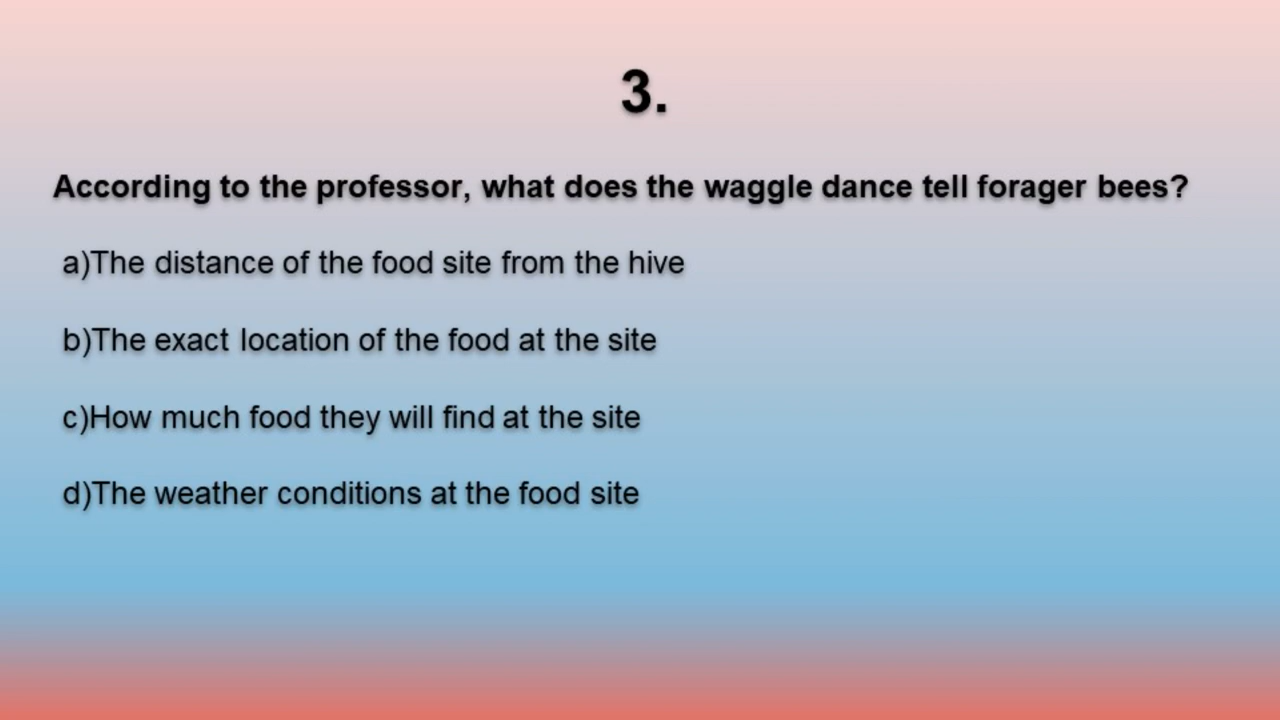 3.
According to the professor, what does the waggle dance tell forager bees?
a)The distance of the food site from the hive
b)The exact location of the food at the site
c)How much food they will find at the site
d)The weather conditions at the food site